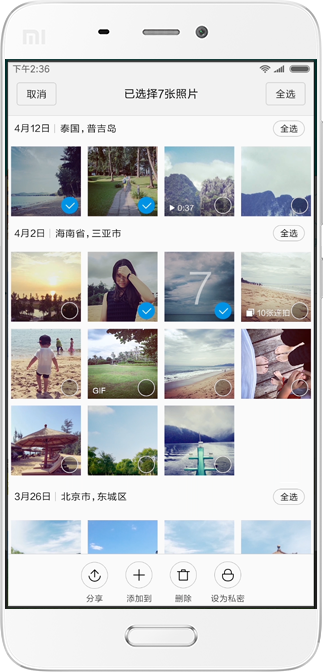 mi
下午2:36
取消 已选择7张照片 全选
4月12日 泰国,普吉岛 全选
0:37
4月2日 海南省,三亚市 全选
7
10张连拍
GIF
3月26日 北京市,东城区 全选
分享 添加到 删除 设为私密